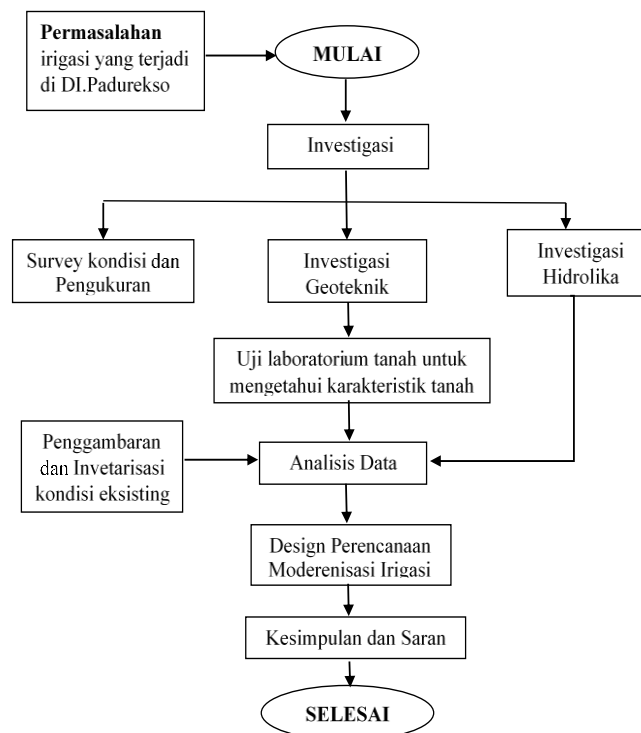 Permasalahan
irigasi yang terjadi
di DI.Padurekso
MULAI
Investigasi
Survey kondisi dan
Pengukuran
Investigasi
Geoteknik
Investigasi
Hidrolika
Uji laboratorium tanah untuk
mengetahui karakteristik tanah
Penggambaran
dan Invetarisasi
kondisi eksisting
Analisis Data
Design Perencanaan
Moderenisasi Irigasi
Kesimpulan dan Saran
SELESAI